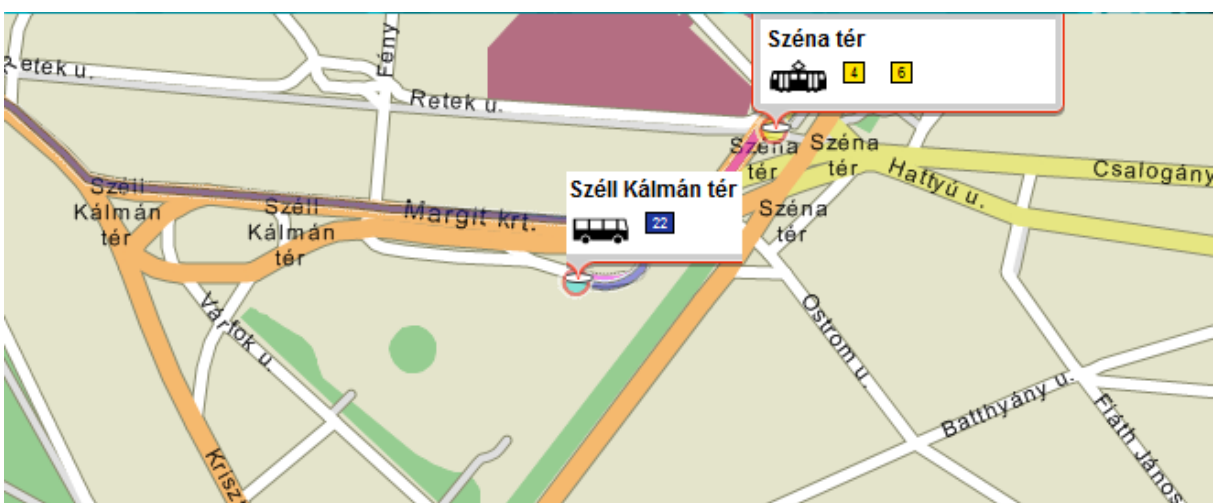 Széna tér
4 6
Retek u.
Fény
Retek u.
Széna
tér
Széna
tér
Csalogány
Hattyú u.
Széll Kálmán tér
22
Széll
Kálmán
tér
Széll
Kálmán
tér
Margit krt.
Széna
tér
Várfok u.
Ostrom u.
Batthyány u.
Fiáth János
Krisz